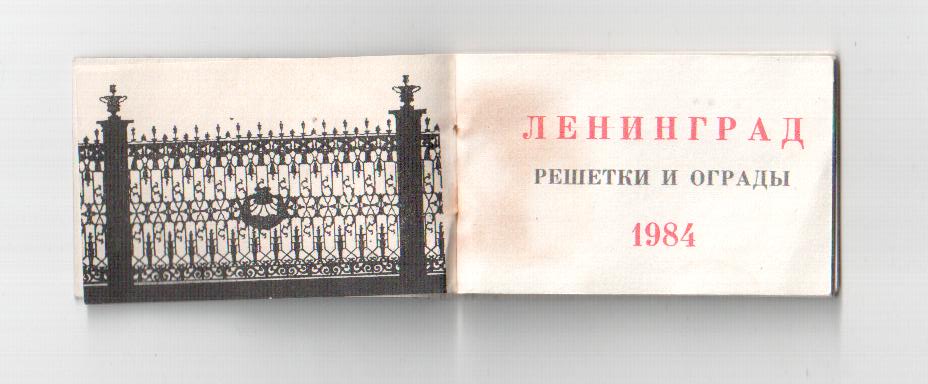 ЛЕНИНГРАД
РЕШЕТКИ И ОГРАДЫ
1984